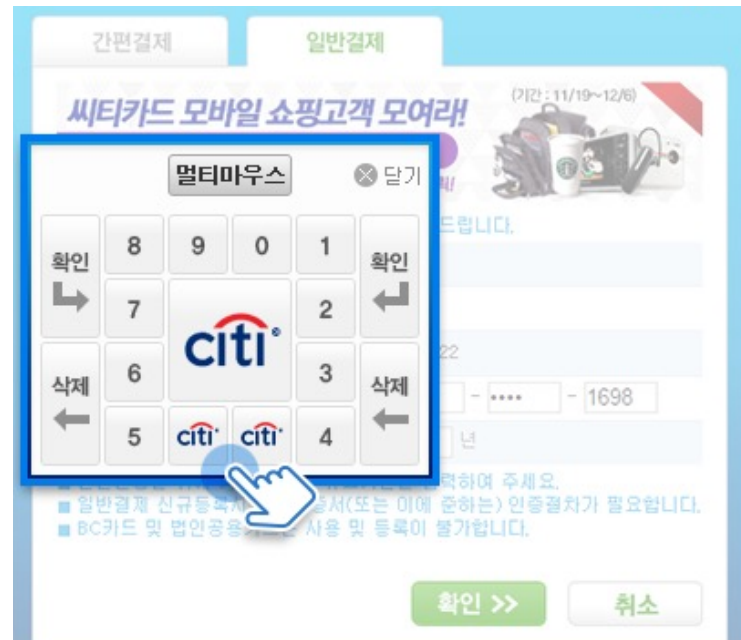 간편결제
일반결제
(기간 : 11/19~12/6)
씨티카드 모바일 쇼핑고객 모여라!
멀티마우스
닫기
드립니다.
확인
8
9
0
1
확인
7
citi
2
22
삭제
6
3
삭제
- •••• - 1698
5
citi
citi
4
년
력하여 주세요.
■ 일반결제 신규등록
증서(또는 이에 준하는) 인증절차가 필요합니다.
■ BC카드 및 법인공용
사용 및 등록이 불가합니다.
확인 >>
취소